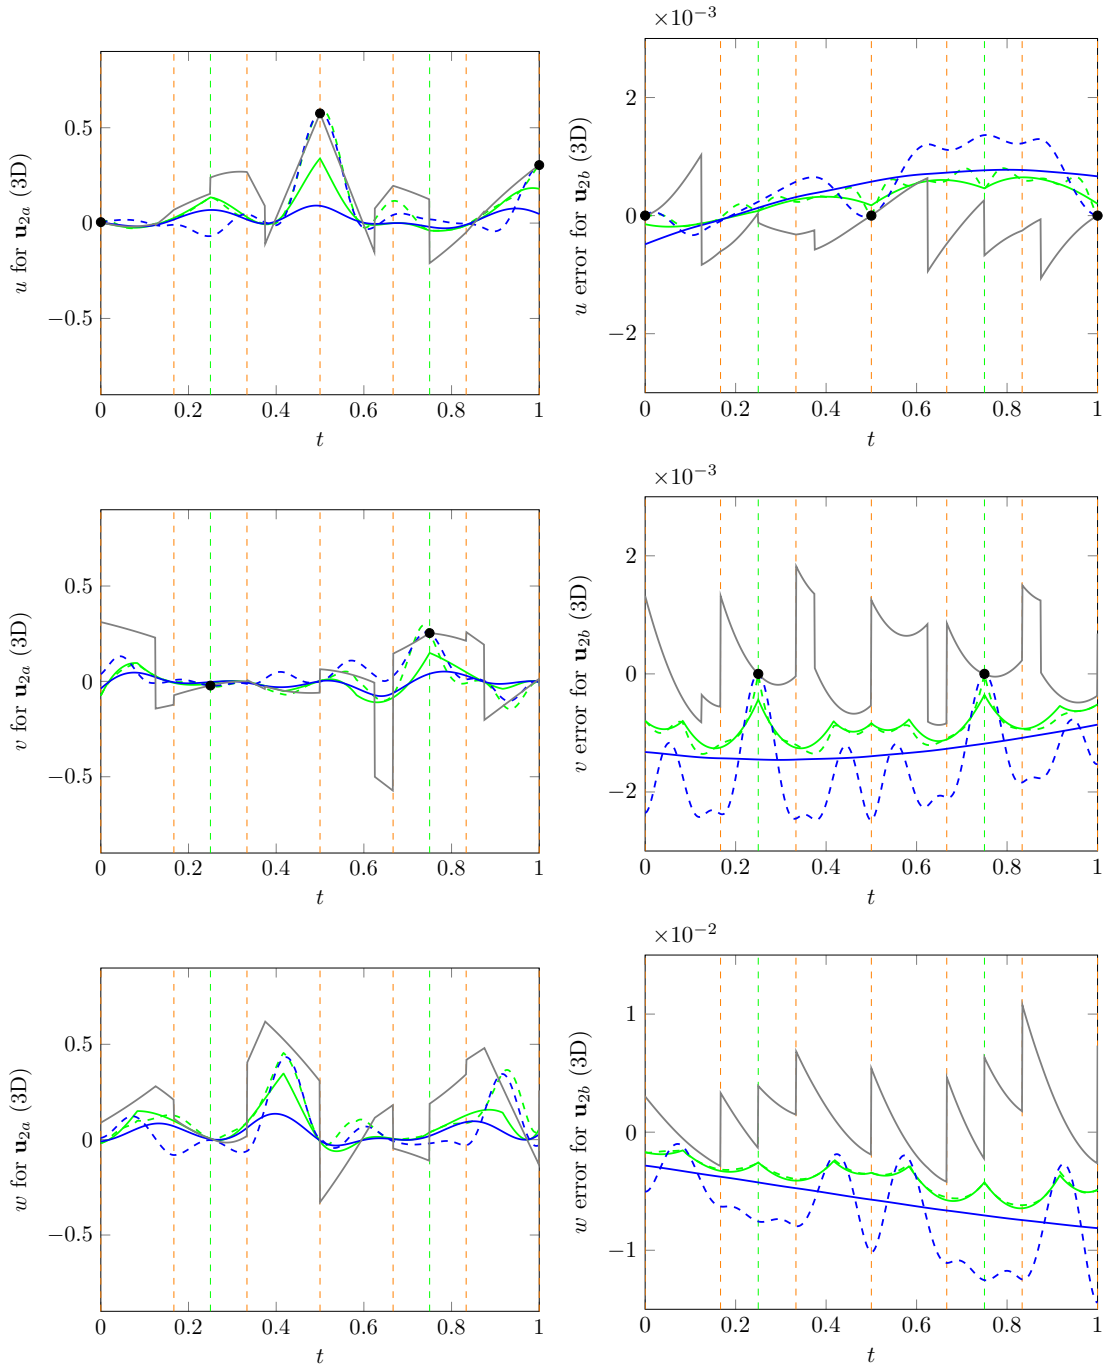 0 0.2 0.4 0.6 0.8 1
−0.5
0
0.5
t
u for u2a (3D)
×10−3
0 0.2 0.4 0.6 0.8 1
−2
0
2
t
u error for u2b (3D)
0 0.2 0.4 0.6 0.8 1
−0.5
0
0.5
t
v for u2a (3D)
×10−3
0 0.2 0.4 0.6 0.8 1
−2
0
2
t
v error for u2b (3D)
0 0.2 0.4 0.6 0.8 1
−0.5
0
0.5
t
w for u2a (3D)
×10−2
0 0.2 0.4 0.6 0.8 1
−1
0
1
t
w error for u2b (3D)